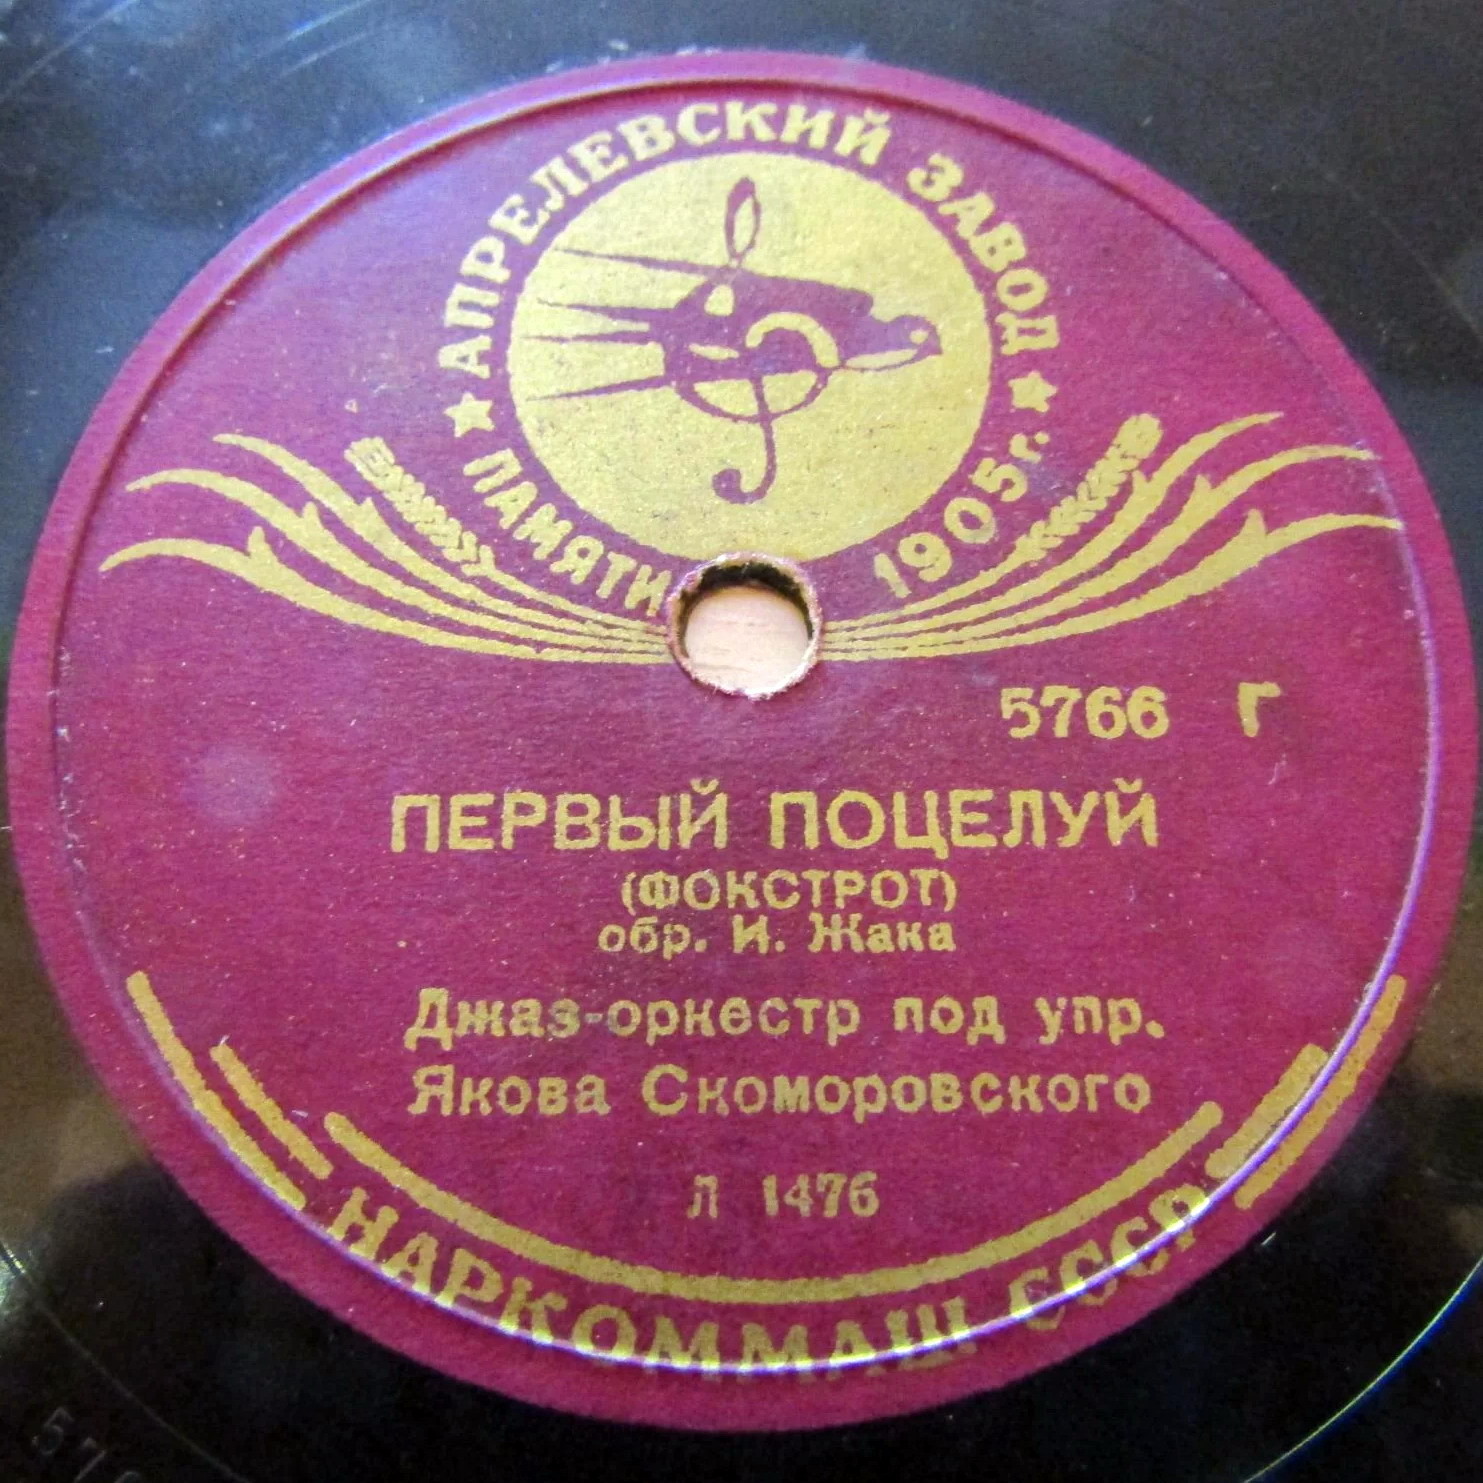 АПРЕЛЕВСКИЙ ЗАВОД
ПАМЯТИ 1905 г.
5766 Г
ПЕРВЫЙ ПОЦЕЛУЙ
(ФОКСТРОТ)
обр. И. Жака
Джаз-оркестр под упр.
Якова Скоморовского
Л 1476
НАРКОММАШ СССР